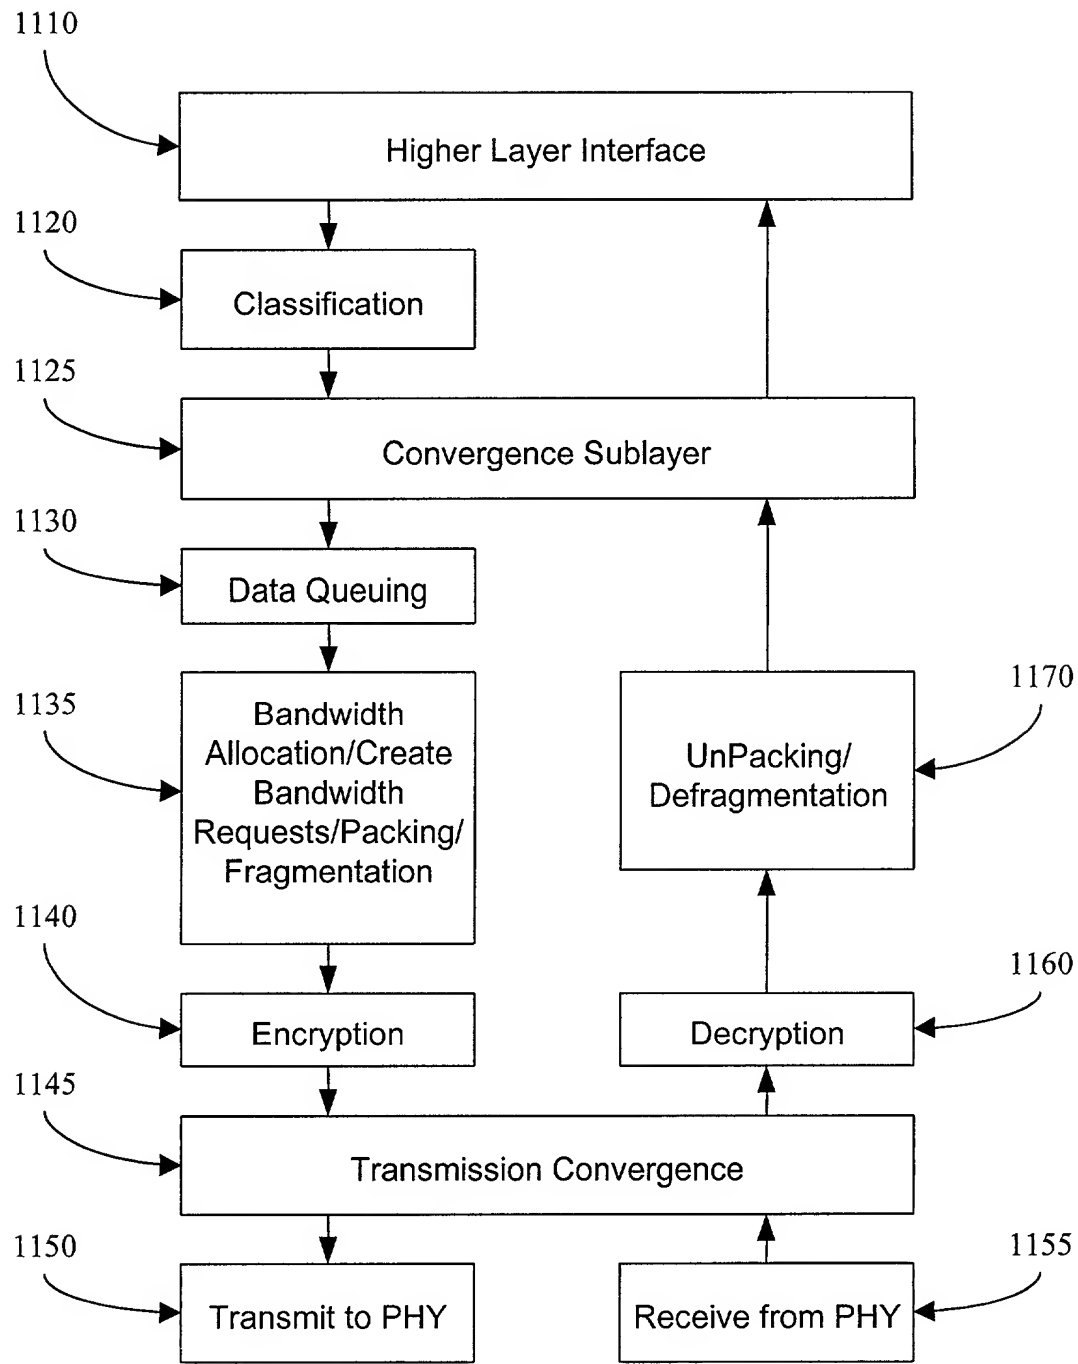 1110
Higher Layer Interface
1120
Classification
1125
Convergence Sublayer
1130
Data Queuing
1135
Bandwidth
Allocation/Create
Bandwidth
Requests/Packing/
Fragmentation
1170
UnPacking/
Defragmentation
1140
Encryption
1160
Decryption
1145
Transmission Convergence
1150
Transmit to PHY
1155
Receive from PHY